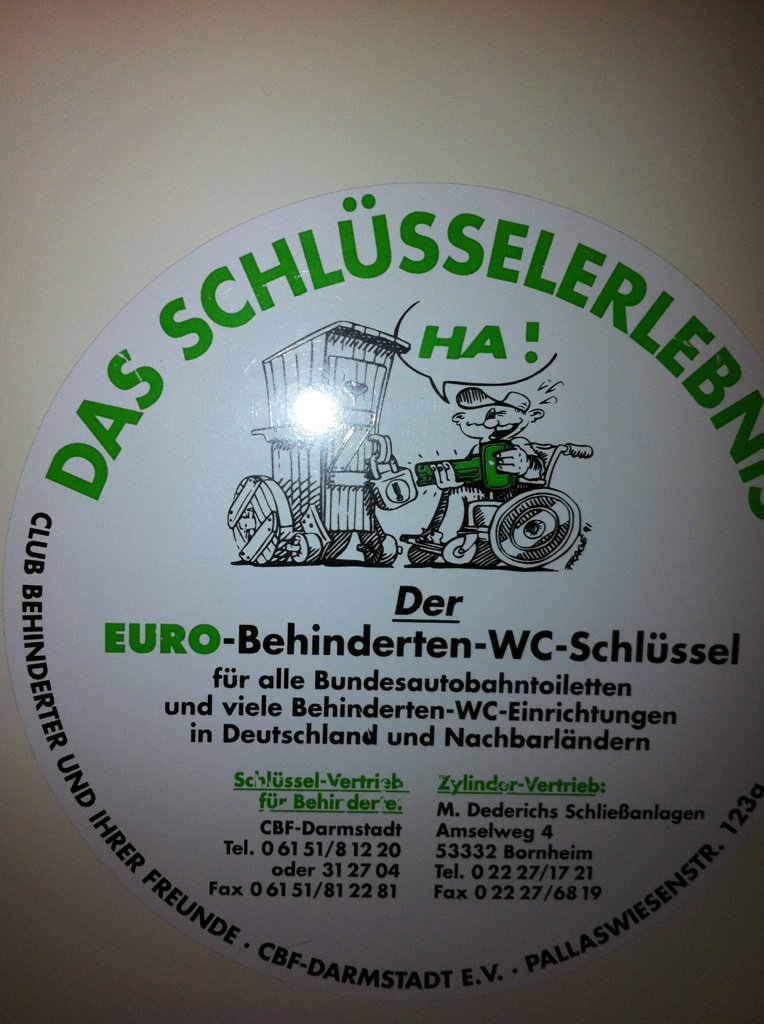 DAS SCHLÜSSELERLEBNIS
HA!
FRAGÉ 91
Der
EURO-Behinderten-WC-Schlüssel
für alle Bundesautobahntoiletten
und viele Behinderten-WC-Einrichtungen
in Deutschland und Nachbarländern
Schlüssel-Vertrieb
für Behinderte:
CBF-Darmstadt
Tel. 0 61 51/8 12 20
oder 31 27 04
Fax 0 61 51/81 22 81
Zylinder-Vertrieb:
M. Dederichs Schließanlagen
Amselweg 4
53332 Bornheim
Tel. 0 22 27/17 21
Fax 0 22 27/68 19
CLUB BEHINDERTER UND IHRER FREUNDE · CBF-DARMSTADT E.V. · PALLASWIESENSTR. 123a